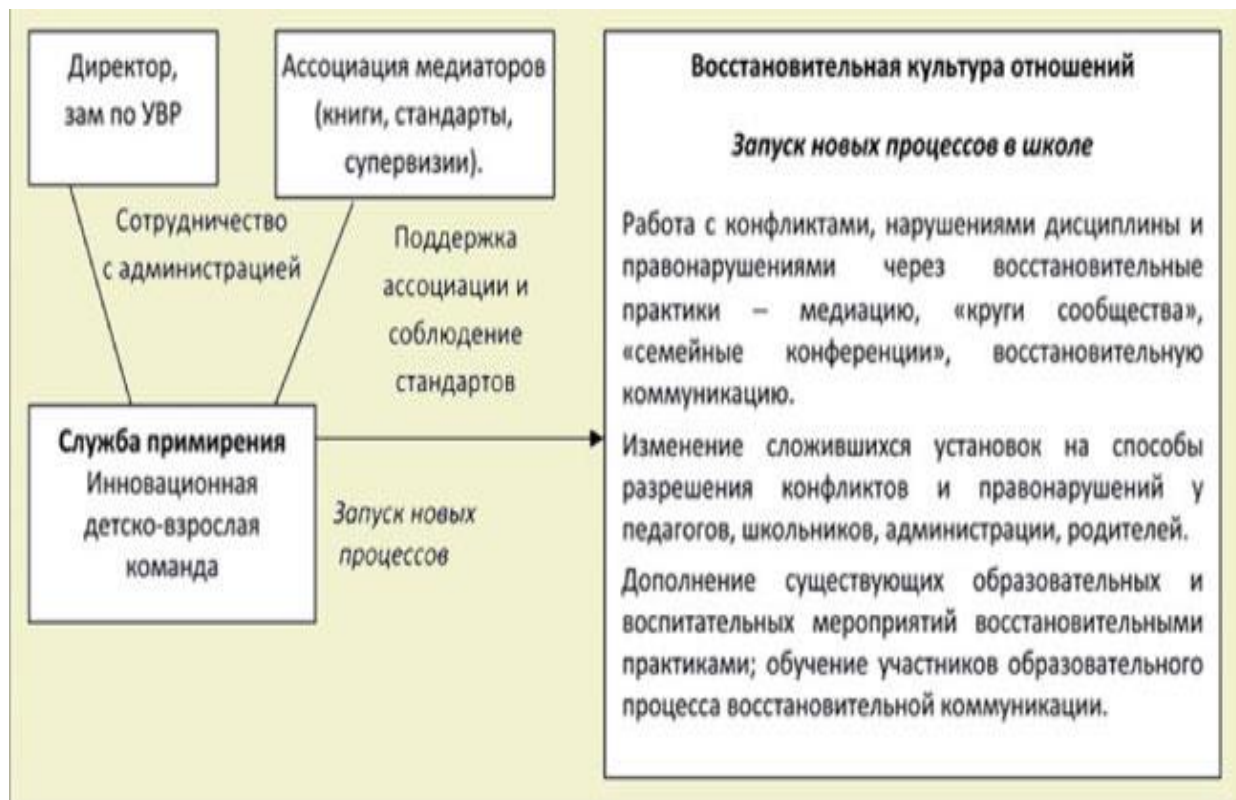 Директор,
зам по УВР
Ассоциация медиаторов
(книги, стандарты,
супервизии).
Сотрудничество
с администрацией
Поддержка
ассоциации и
соблюдение
стандартов
Служба примирения
Инновационная
детско-взрослая
команда
Запуск новых
процессов
Восстановительная культура отношений
Запуск новых процессов в школе
Работа с конфликтами, нарушениями дисциплины и
правонарушениями через восстановительные
практики – медиацию, «круги сообщества»,
«семейные конференции», восстановительную
коммуникацию.
Изменение сложившихся установок на способы
разрешения конфликтов и правонарушений у
педагогов, школьников, администрации, родителей.
Дополнение существующих образовательных и
воспитательных мероприятий восстановительными
практиками; обучение участников образовательного
процесса восстановительной коммуникации.